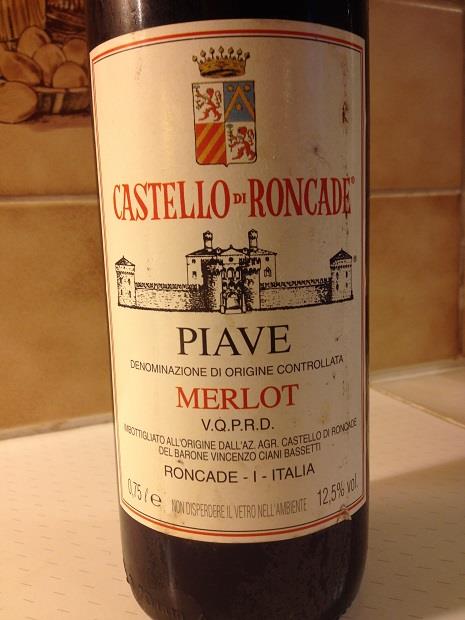 CASTELLO DI RONCADE®
®
PIAVE
DENOMINAZIONE DI ORIGINE CONTROLLATA
MERLOT
V.Q.P.R.D.
IMBOTTIGLIATO ALL'ORIGINE DALL'AZ. AGR. CASTELLO DI RONCADE
DEL BARONE VINCENZO CIANI BASSETTI
RONCADE - I - ITALIA
0,75 l e NON DISPERDERE IL VETRO NELL'AMBIENTE 12,5% vol.